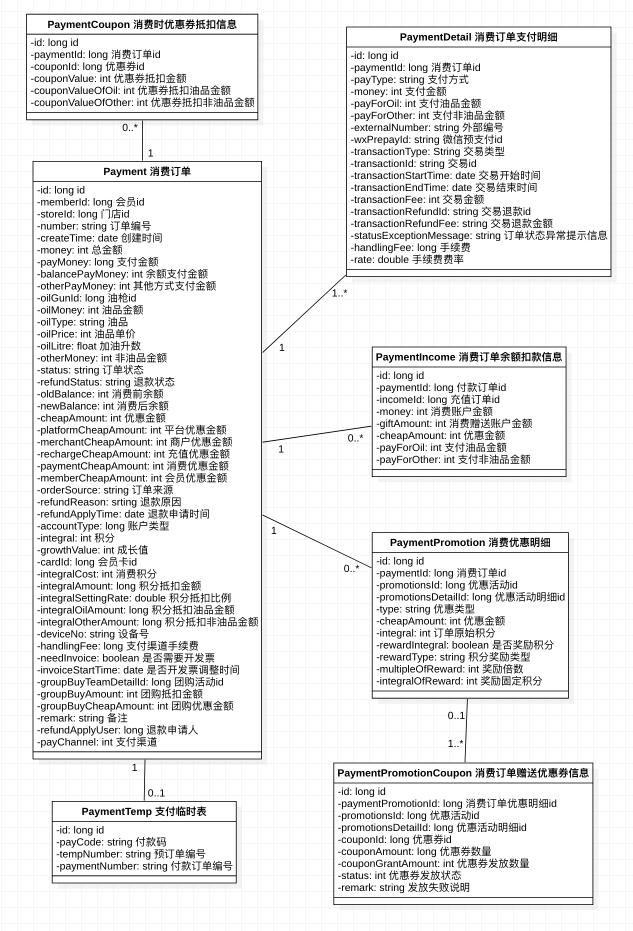 PaymentCoupon 消费时优惠券抵扣信息
-id: long id
-paymentId: long 消费订单id
-couponId: long 优惠券id
-couponValue: int 优惠券抵扣金额
-couponValueOfOil: int 优惠券抵扣油品金额
-couponValueOfOther: int 优惠券抵扣非油品金额
0..*
1
Payment 消费订单
-id: long id
-memberId: long 会员id
-storeId: long 门店id
-number: string 订单编号
-createTime: date 创建时间
-money: int 总金额
-payMoney: long 支付金额
-balancePayMoney: int 余额支付金额
-otherPayMoney: int 其他方式支付金额
-oilGunId: long 油枪id
-oilMoney: int 油品金额
-oilType: string 油品
-oilPrice: int 油品单价
-oilLitre: float 加油升数
-otherMoney: int 非油品金额
-status: string 订单状态
-refundStatus: string 退款状态
-oldBalance: int 消费前余额
-newBalance: int 消费后余额
-cheapAmount: int 优惠金额
-platformCheapAmount: int 平台优惠金额
-merchantCheapAmount: int 商户优惠金额
-rechargeCheapAmount: int 充值优惠金额
-paymentCheapAmount: int 消费优惠金额
-memberCheapAmount: int 会员优惠金额
-orderSource: string 订单来源
-refundReason: srting 退款原因
-refundApplyTime: date 退款申请时间
-accountType: long 账户类型
-integral: int 积分
-growthValue: int 成长值
-cardId: long 会员卡id
-integralCost: int 消费积分
-integralAmount: long 积分抵扣金额
-integralSettingRate: double 积分抵扣比例
-integralOilAmount: long 积分抵扣油品金额
-integralOtherAmount: long 积分抵扣非油品金额
-deviceNo: string 设备号
-handlingFee: long 支付渠道手续费
-needInvoice: boolean 是否需要开发票
-invoiceStartTime: date 是否开发票调整时间
-groupBuyTeamDetailId: long 团购活动id
-groupBuyAmount: int 团购抵扣金额
-groupBuyCheapAmount: int 团购优惠金额
-remark: string 备注
-refundApplyUser: long 退款申请人
-payChannel: int 支付渠道
1
0..1
PaymentTemp 支付临时表
-id: long id
-payCode: string 付款码
-tempNumber: string 预订单编号
-paymentNumber: string 付款订单编号
PaymentDetail 消费订单支付明细
-id: long id
-paymentId: long 消费订单id
-payType: string 支付方式
-money: int 支付金额
-payForOil: int 支付油品金额
-payForOther: int 支付非油品金额
-externalNumber: string 外部编号
-wxPrepayId: string 微信预支付id
-transactionType: String 交易类型
-transactionId: string 交易id
-transactionStartTime: date 交易开始时间
-transactionEndTime: date 交易结束时间
-transactionFee: int 交易金额
-transactionRefundId: string 交易退款id
-transactionRefundFee: string 交易退款金额
-statusExceptionMessage: string 订单状态异常提示信息
-handlingFee: long 手续费
-rate: double 手续费费率
1..*
1
PaymentIncome 消费订单余额扣款信息
-id: long id
-paymentId: long 付款订单id
-incomeId: long 充值订单id
-money: int 消费账户金额
-giftAmount: int 消费赠送账户金额
-cheapAmount: int 优惠金额
-payForOil: int 支付油品金额
-payForOther: int 支付非油品金额
0..*
1
PaymentPromotion 消费优惠明细
-id: long id
-paymentId: long 消费订单id
-promotionsId: long 优惠活动id
-promotionsDetailId: long 优惠活动明细id
-type: string 优惠类型
-cheapAmount: int 优惠金额
-integral: int 订单原始积分
-rewardIntegral: boolean 是否奖励积分
-rewardType: string 积分奖励类型
-multipleOfReward: int 奖励倍数
-integralOfReward: int 奖励固定积分
1
0..*
0..1
1..*
PaymentPromotionCoupon 消费订单赠送优惠券信息
-id: long id
-paymentPromotionId: long 消费订单优惠明细id
-promotionsId: long 优惠活动id
-promotionsDetailId: long 优惠活动明细id
-couponId: long 优惠券id
-couponAmount: long 优惠券数量
-couponGrantAmount: int 优惠券发放数量
-status: int 优惠券发放状态
-remark: string 发放失败说明